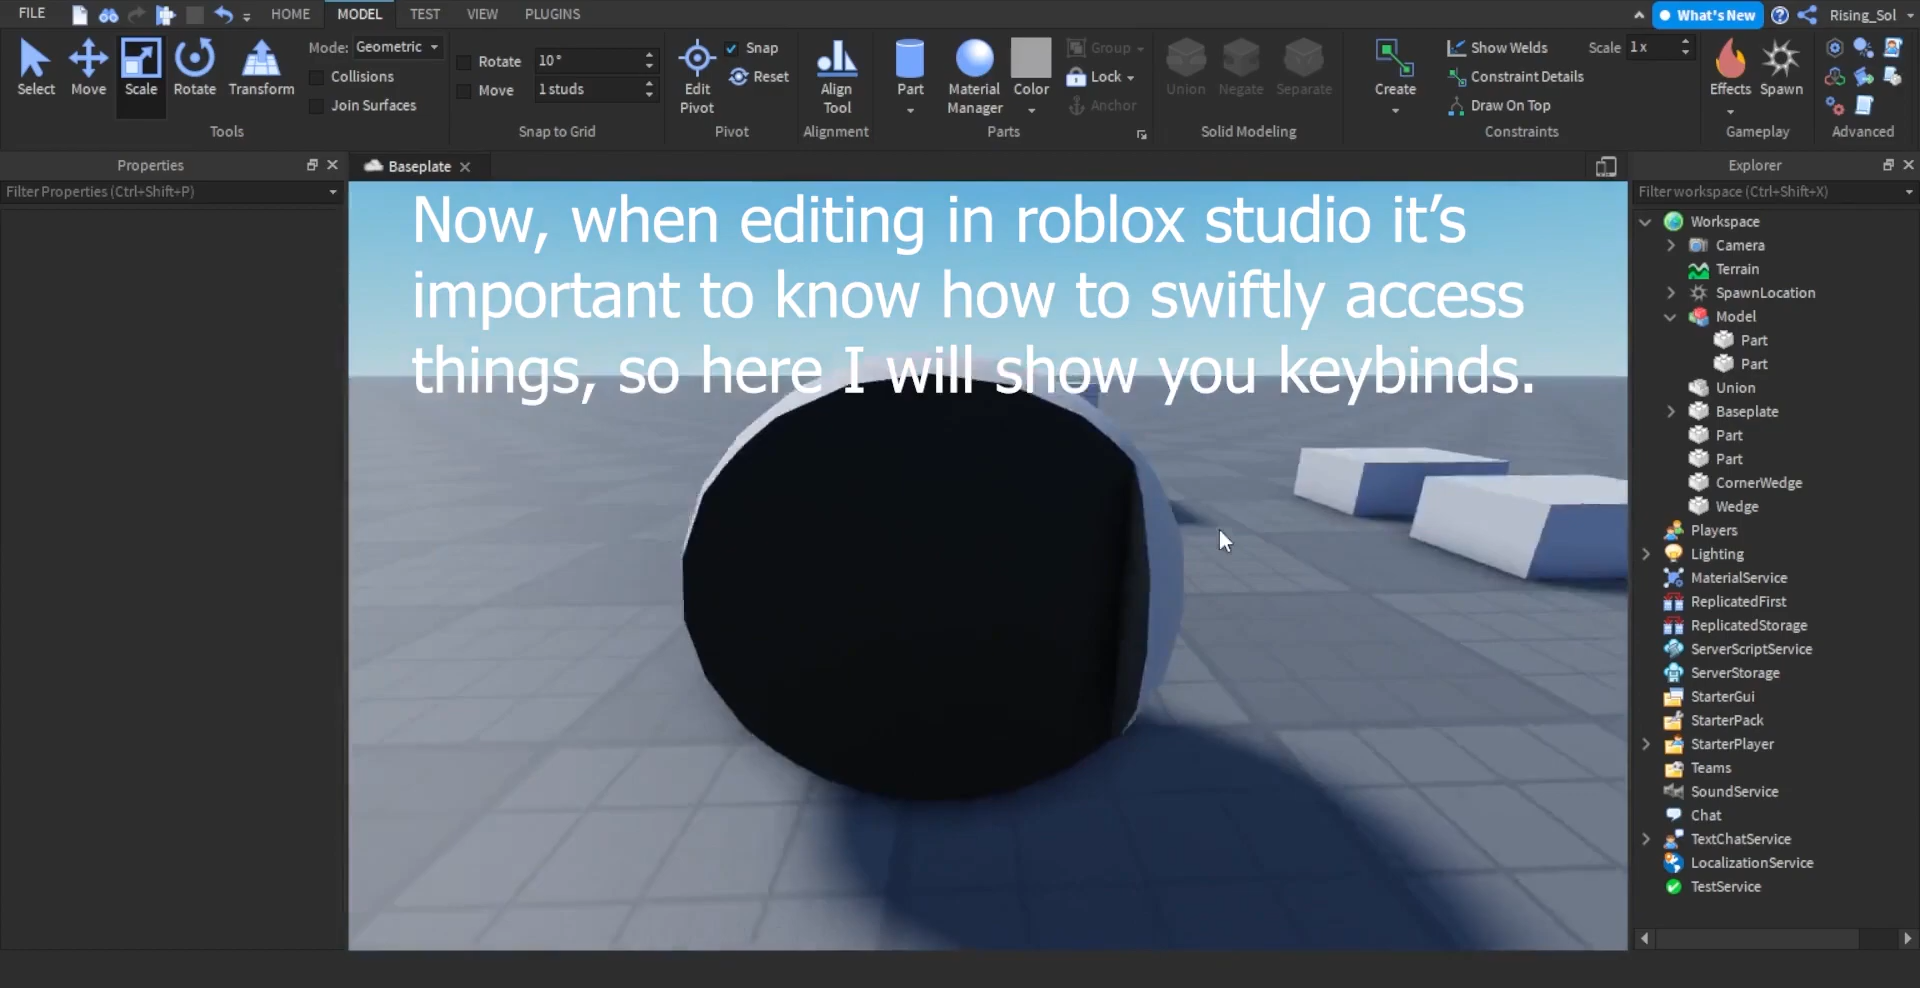 FILE
HOME
MODEL
TEST
VIEW
PLUGINS
What's New
Rising_Sol
Select
Move
Scale
Rotate
Transform
Mode: Geometric
Collisions
Join Surfaces
Tools
Rotate
10 °
Move
1 studs
Snap to Grid
Edit
Pivot
Snap
Reset
Pivot
Align
Tool
Alignment
Part
Material
Manager
Color
Group
Lock
Anchor
Parts
Union
Negate
Separate
Solid Modeling
Create
Show Welds
Scale 1 x
Constraint Details
Draw On Top
Constraints
Effects
Spawn
Gameplay
Advanced
Properties
Filter Properties (Ctrl+Shift+P)
Baseplate
Now, when editing in roblox studio it’s
important to know how to swiftly access
things, so here I will show you keybinds.
Explorer
Filter workspace (Ctrl+Shift+X)
Workspace
Camera
Terrain
SpawnLocation
Model
Part
Part
Union
Baseplate
Part
Part
CornerWedge
Wedge
Players
Lighting
MaterialService
ReplicatedFirst
ReplicatedStorage
ServerScriptService
ServerStorage
StarterGui
StarterPack
StarterPlayer
Teams
SoundService
Chat
TextChatService
LocalizationService
TestService